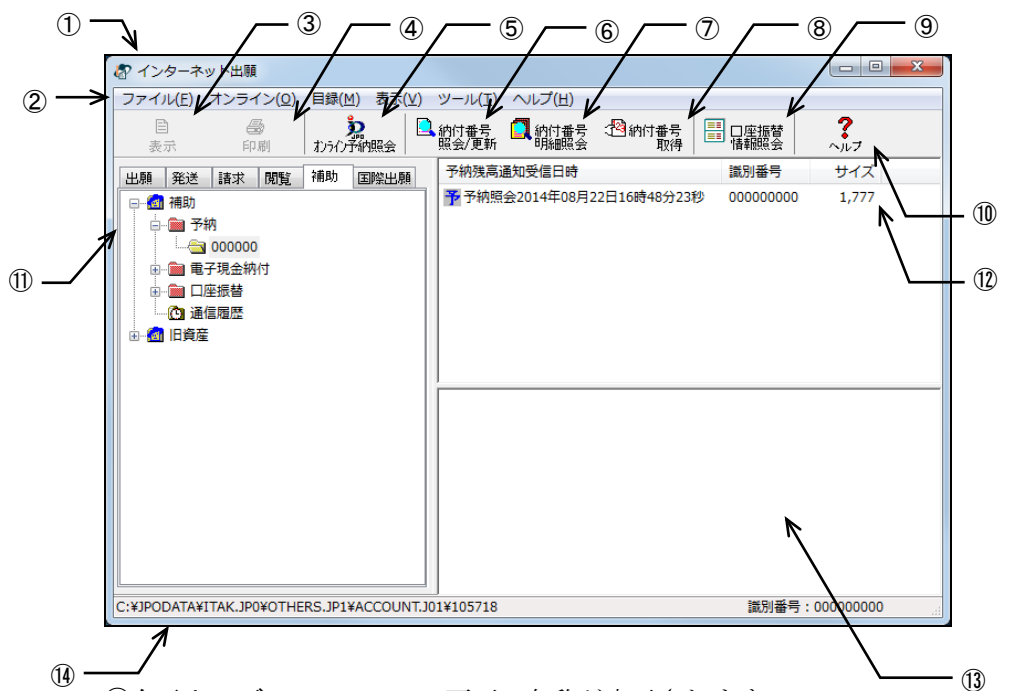 ① ③ ④ ⑤ ⑥ ⑦ ⑧ ⑨
インターネット出願
②
ファイル(F) オンライン(O) 目録(M) 表示(V) ツール(T) ヘルプ(H)
表示 印刷 オンライン予納照会 納付番号照会/更新 納付番号明細照会 納付番号取得 口座振替情報照会 ヘルプ
出願 発送 請求 閲覧 補助 国際出願
予納残高通知受信日時 識別番号 サイズ
予 予納照会2014年08月22日16時48分23秒 000000000 1,777
補助
予納
000000
電子現金納付
口座振替
通信履歴
旧資産
⑩
⑪
⑫
C:¥JPODATA¥ITAK.JP0¥OTHERS.JP1¥ACCOUNT.J01¥105718 識別番号：000000000
⑬
⑭